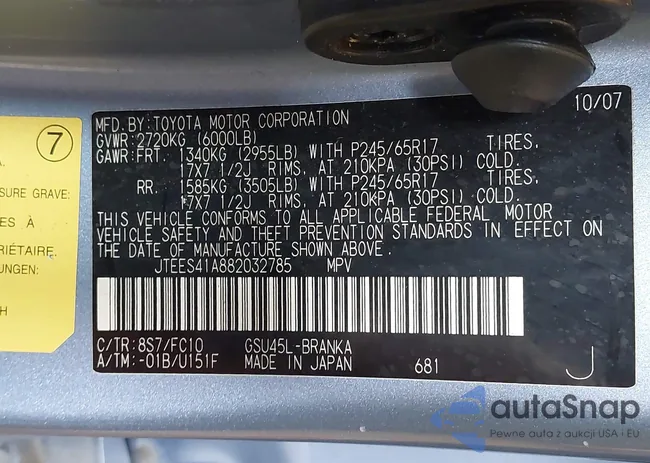 10/07
MFD. BY: TOYOTA MOTOR CORPORATION
GVWR: 2720KG (6000LB)
GAWR: FRT. 1340KG (2955LB) WITH P245/65R17 TIRES,
17X7 1/2J RIMS, AT 210KPA (30PSI) COLD.
RR. 1585KG (3505LB) WITH P245/65R17 TIRES,
17X7 1/2J RIMS, AT 210KPA (30PSI) COLD.
THIS VEHICLE CONFORMS TO ALL APPLICABLE FEDERAL MOTOR
VEHICLE SAFETY AND THEFT PREVENTION STANDARDS IN EFFECT ON
THE DATE OF MANUFACTURE SHOWN ABOVE.
JTEES41A882032785 MPV
C/TR: 8S7/FC10 GSU45L-BRANKA
A/TM: -01B/U151F MADE IN JAPAN 681 J
7
A.
SURE GRAVE:
ES À
RIÉTAIRE.
UNGEN:
H
autaSnap
Pewne auta z aukcji USA i EU